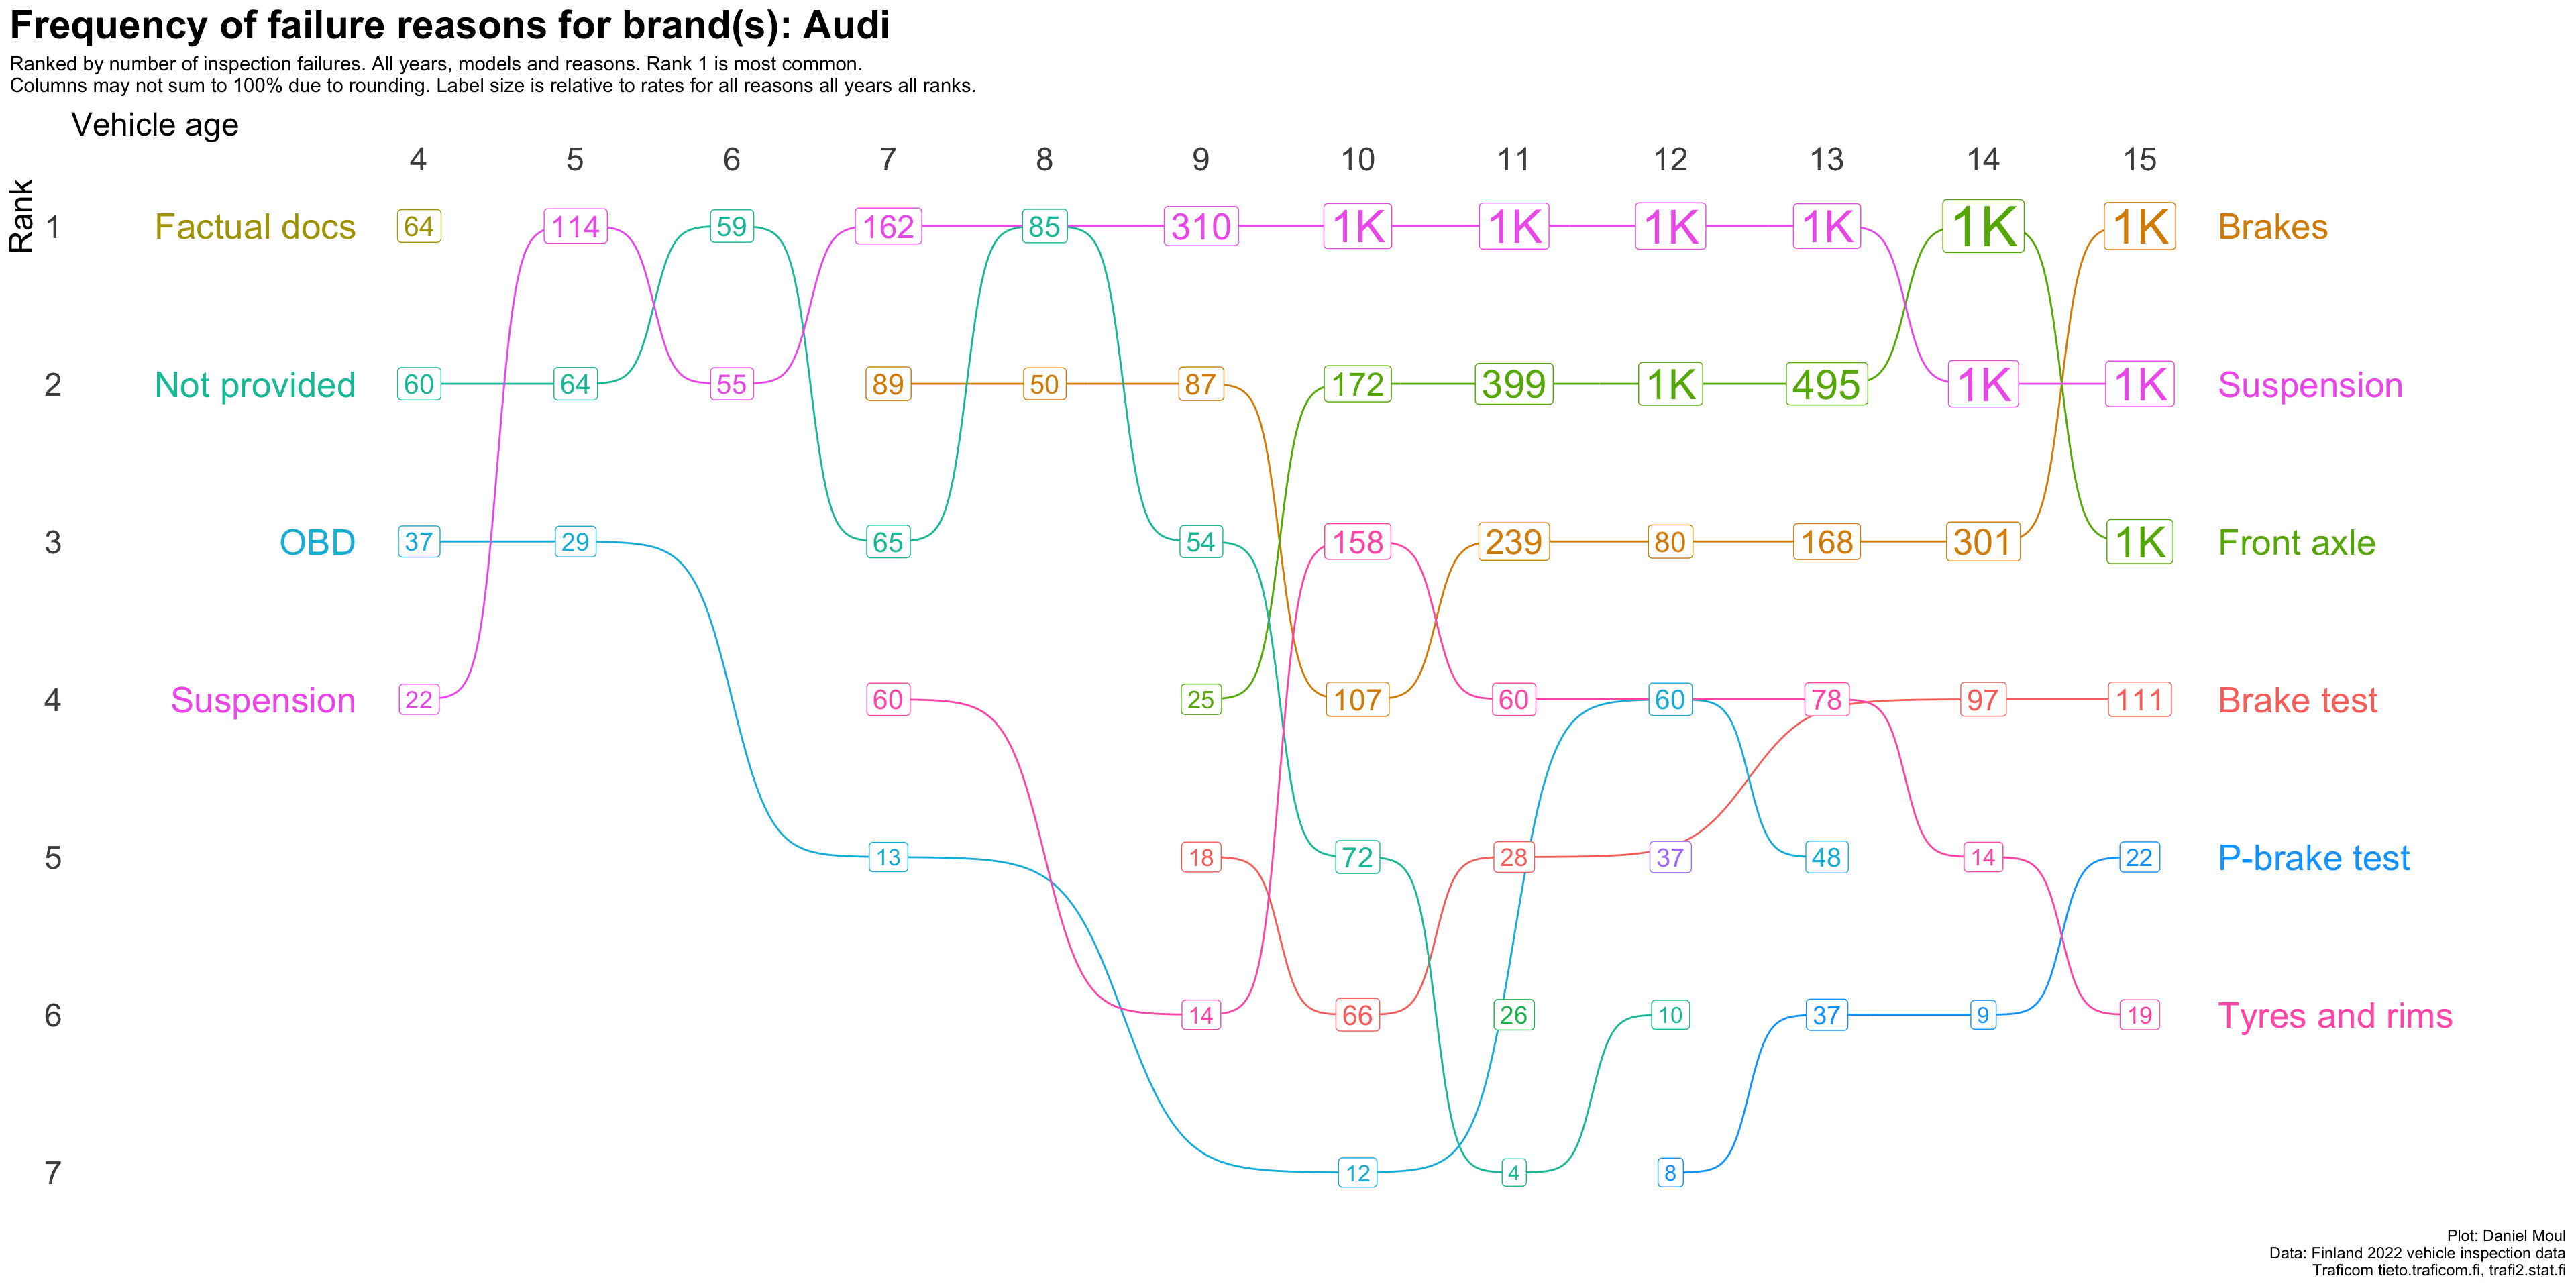 Frequency of failure reasons for brand(s): Audi
Ranked by number of inspection failures. All years, models and reasons. Rank 1 is most common.
Columns may not sum to 100% due to rounding. Label size is relative to rates for all reasons all years all ranks.
Vehicle age
4 5 6 7 8 9 10 11 12 13 14 15
Rank
1 Factual docs 64 114 59 162 85 310 1K 1K 1K 1K 1K 1K Brakes
2 Not provided 60 64 55 89 50 87 172 399 1K 495 1K 1K Suspension
3 OBD 37 29 65 54 158 239 80 168 301 1K Front axle
4 Suspension 22 60 25 107 60 60 78 97 111 Brake test
5 13 18 72 28 37 48 14 22 P-brake test
6 14 66 26 10 37 9 19 Tyres and rims
7 12 4 8
Plot: Daniel Moul
Data: Finland 2022 vehicle inspection data
Traficom tieto.traficom.fi, trafi2.stat.fi